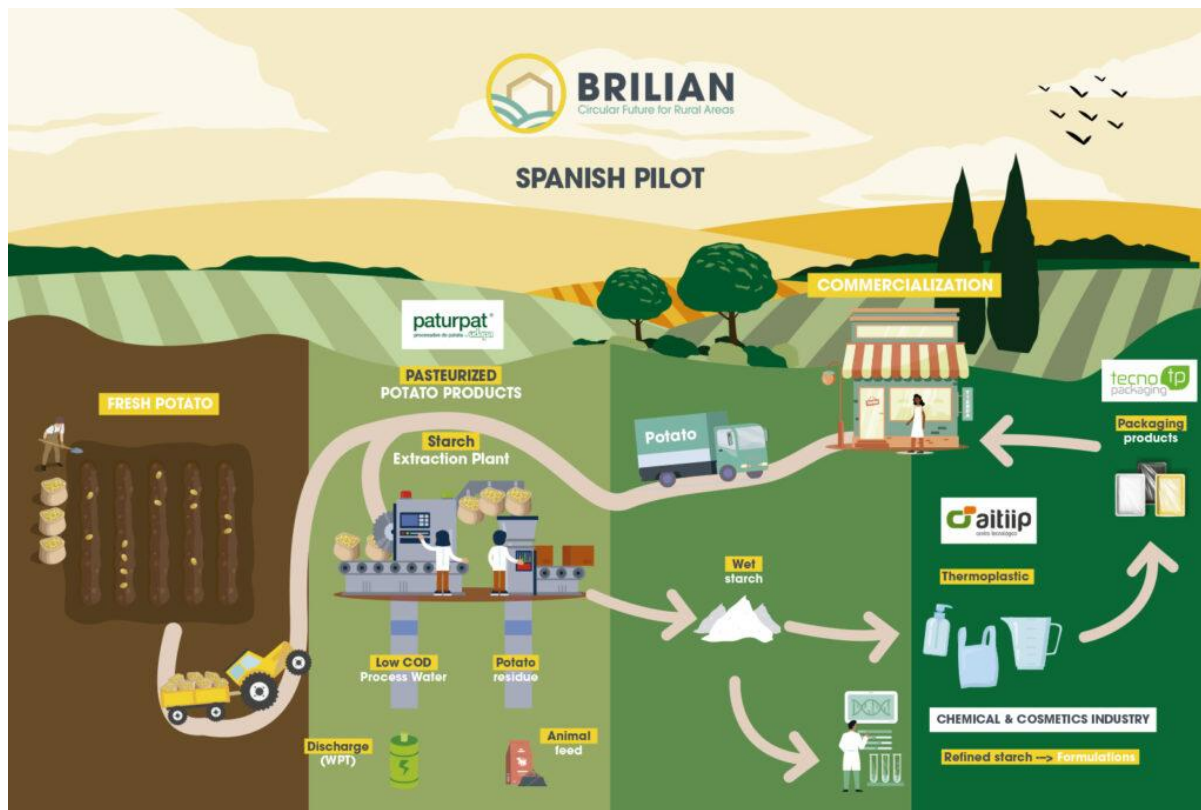 BRILIAN
Circular Future for Rural Areas
SPANISH PILOT
COMMERCIALIZATION
paturpat®
FRESH POTATO
PASTEURIZED
POTATO PRODUCTS
Starch
Extraction Plant
Potato
tecno tp
packaging
Packaging
products
aitiip
centro tecnológico
Wet
starch
Thermoplastic
Low COD
Process Water
Potato
residue
Discharge
(WPT)
Animal
feed
CHEMICAL & COSMETICS INDUSTRY
Refined starch --> Formulations